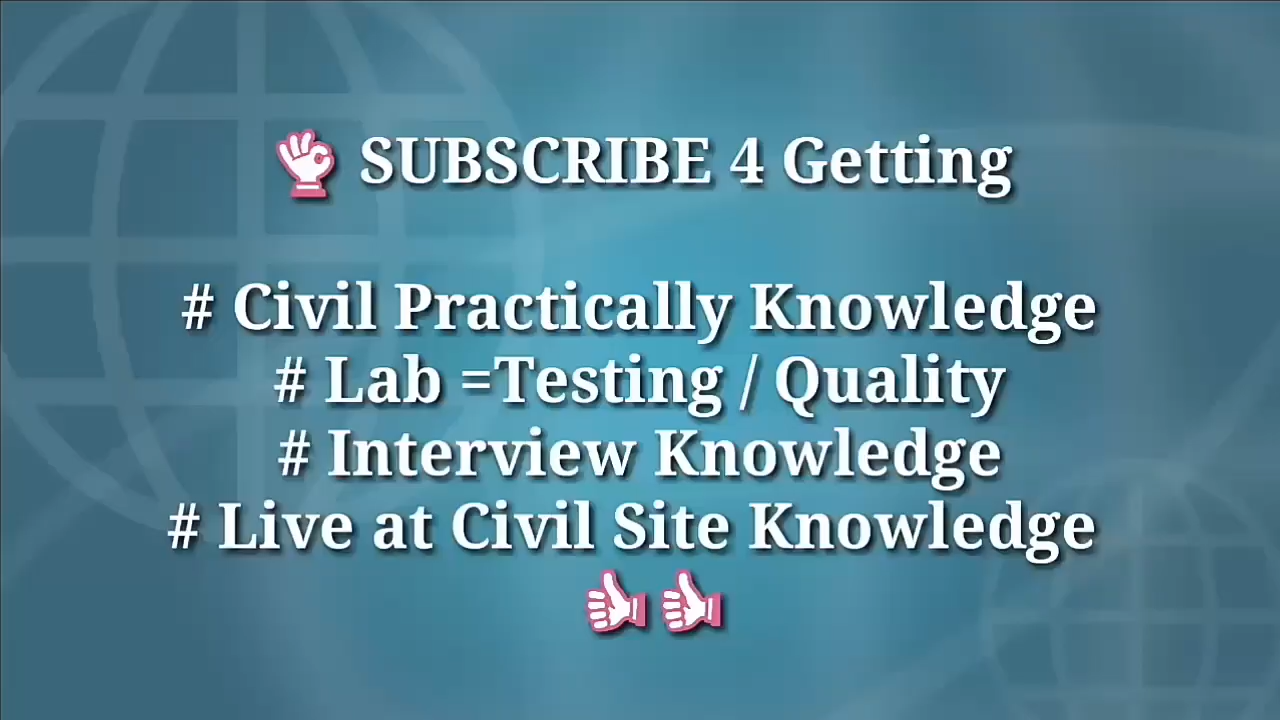 👌 SUBSCRIBE 4 Getting
# Civil Practically Knowledge
# Lab =Testing / Quality
# Interview Knowledge
# Live at Civil Site Knowledge
👍👍